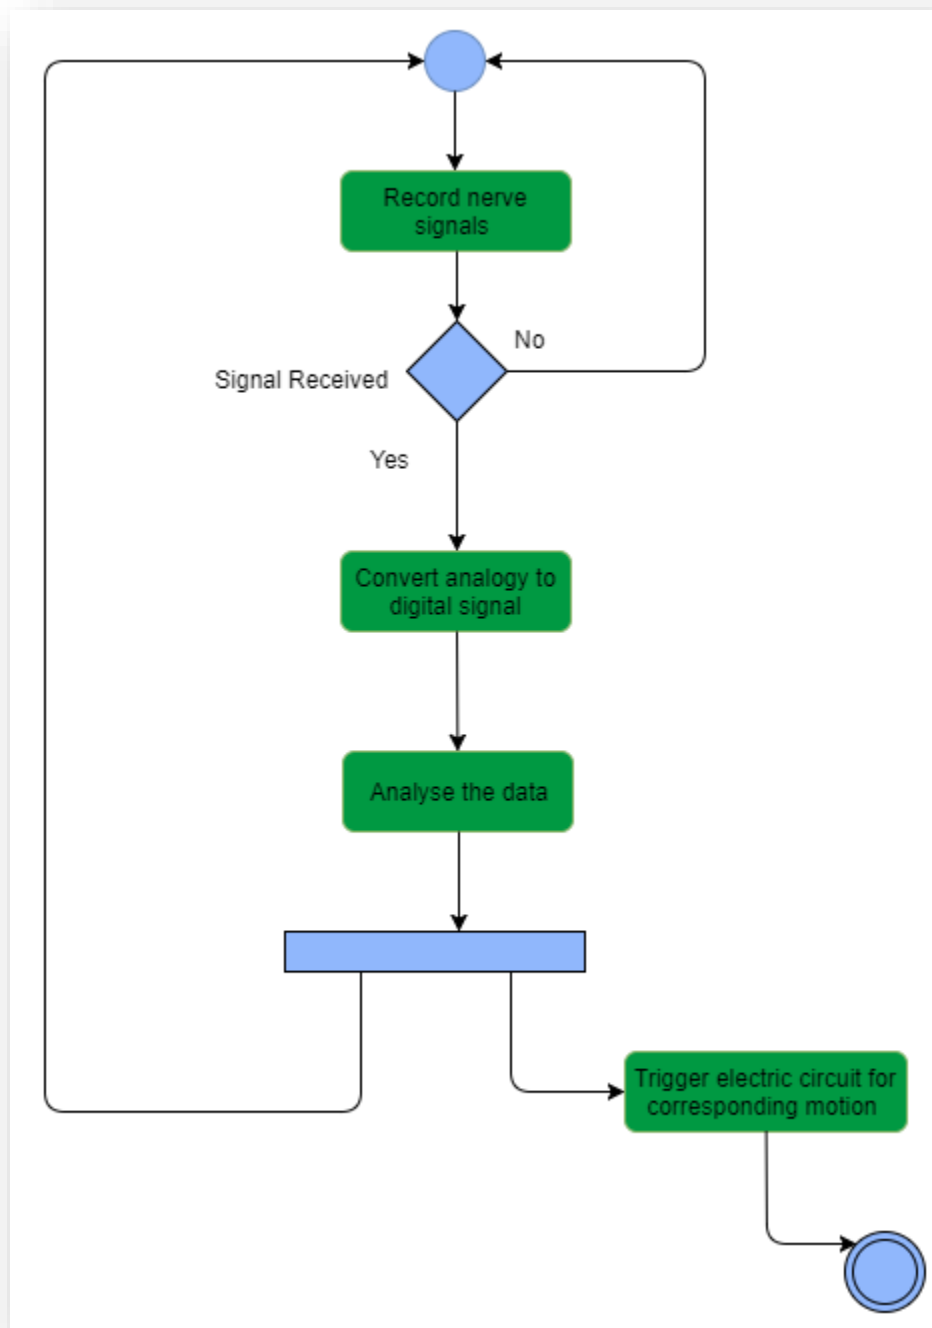 Record nerve
signals
No
Signal Received
Yes
Convert analogy to
digital signal
Analyse the data
Trigger electric circuit for
corresponding motion